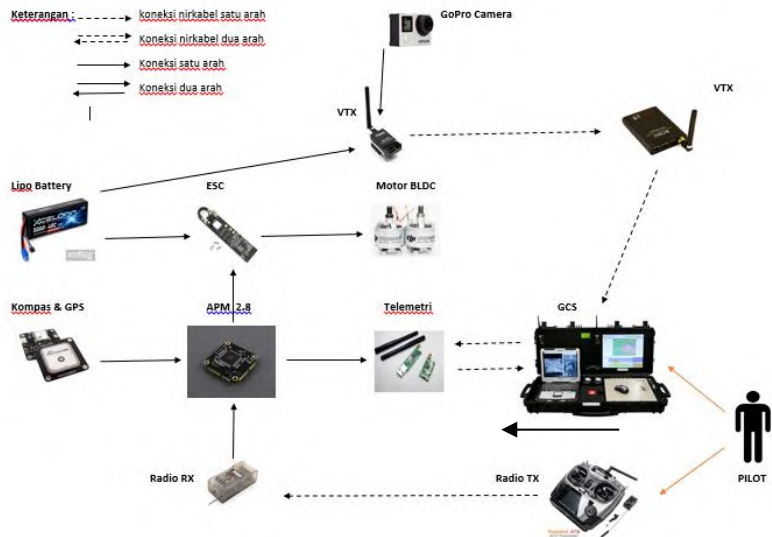 Keterangan :
koneksi nirkabel satu arah
koneksi nirkabel dua arah
Koneksi satu arah
Koneksi dua arah
GoPro Camera
VTX
VTX
Lipo Battery
ESC
Motor BLDC
Kompas & GPS
APM 2.8
Telemetri
GCS
Radio RX
Radio TX
PILOT